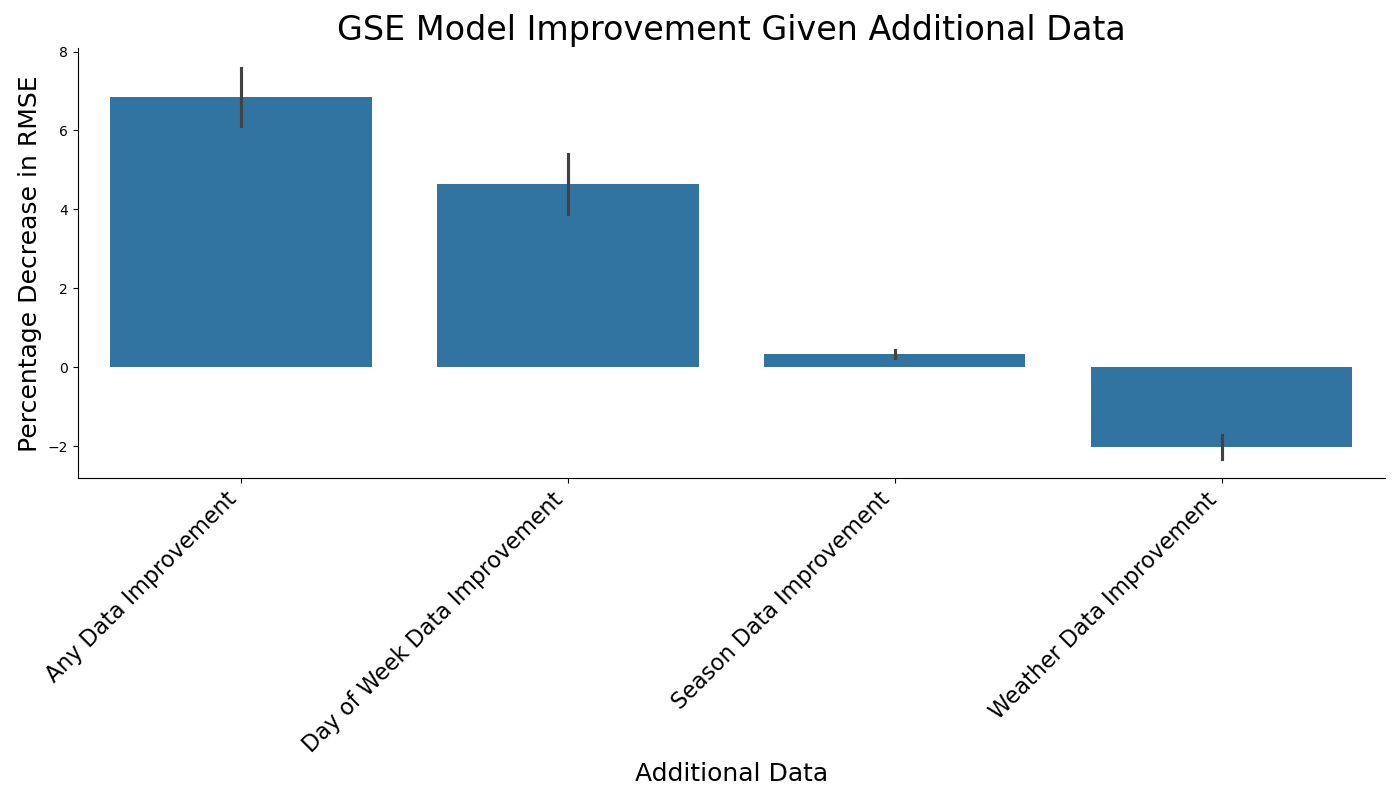 GSE Model Improvement Given Additional Data
Percentage Decrease in RMSE
8
6
4
2
0
−2
Any Data Improvement
Day of Week Data Improvement
Season Data Improvement
Weather Data Improvement
Additional Data